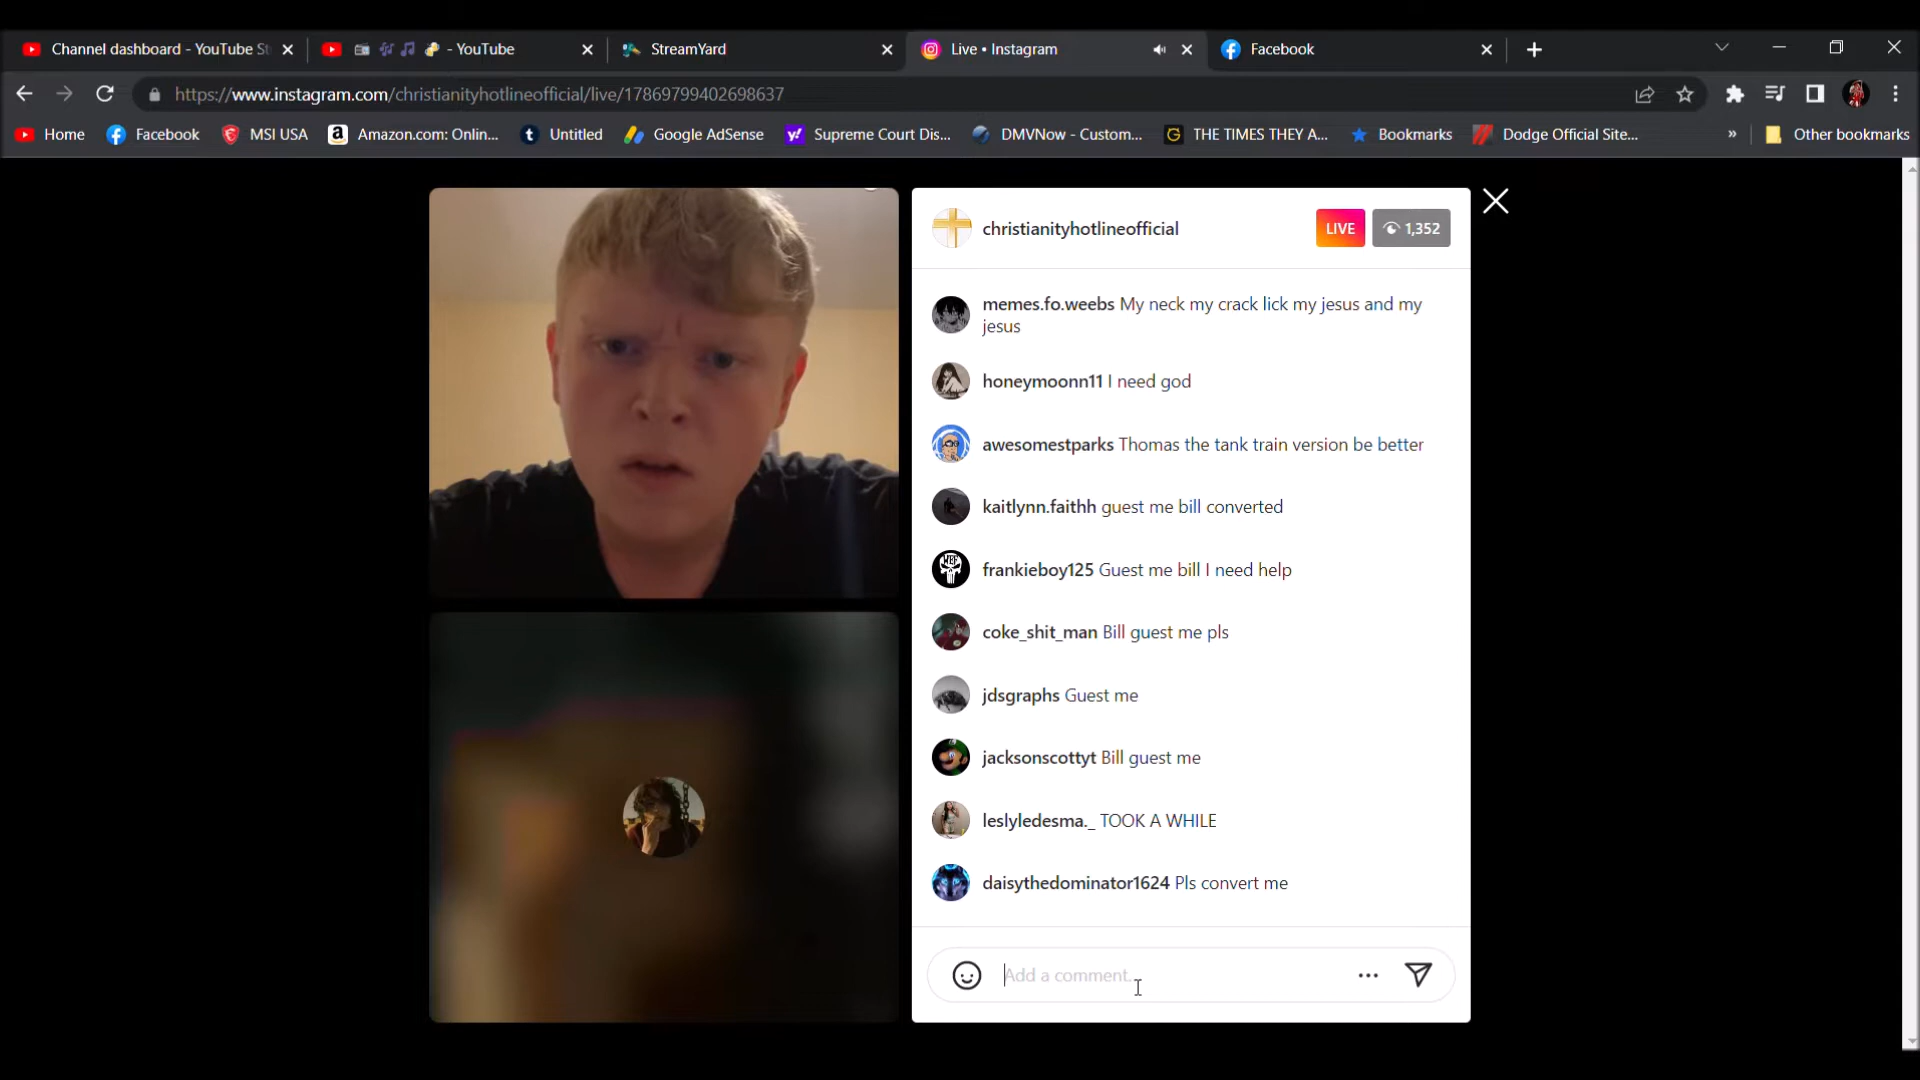 Channel dashboard - YouTube St
- YouTube
StreamYard
Live • Instagram
Facebook
https://www.instagram.com/christianityhotlineofficial/live/17869799402698637
Home
Facebook
MSI USA
Amazon.com: Onlin...
Untitled
Google AdSense
Supreme Court Dis...
DMVNow - Custom...
THE TIMES THEY A...
Bookmarks
Dodge Official Site...
»
Other bookmarks
christianityhotlineofficial
LIVE
1,352
memes.fo.weebs My neck my crack lick my jesus and my
jesus
honeymoonn11 I need god
awesomestparks Thomas the tank train version be better
kaitlynn.faithh guest me bill converted
frankieboy125 Guest me bill I need help
coke_shit_man Bill guest me pls
jdsgraphs Guest me
jacksonscottyt Bill guest me
leslyledesma._ TOOK A WHILE
daisythedominator1624 Pls convert me
Add a comment...